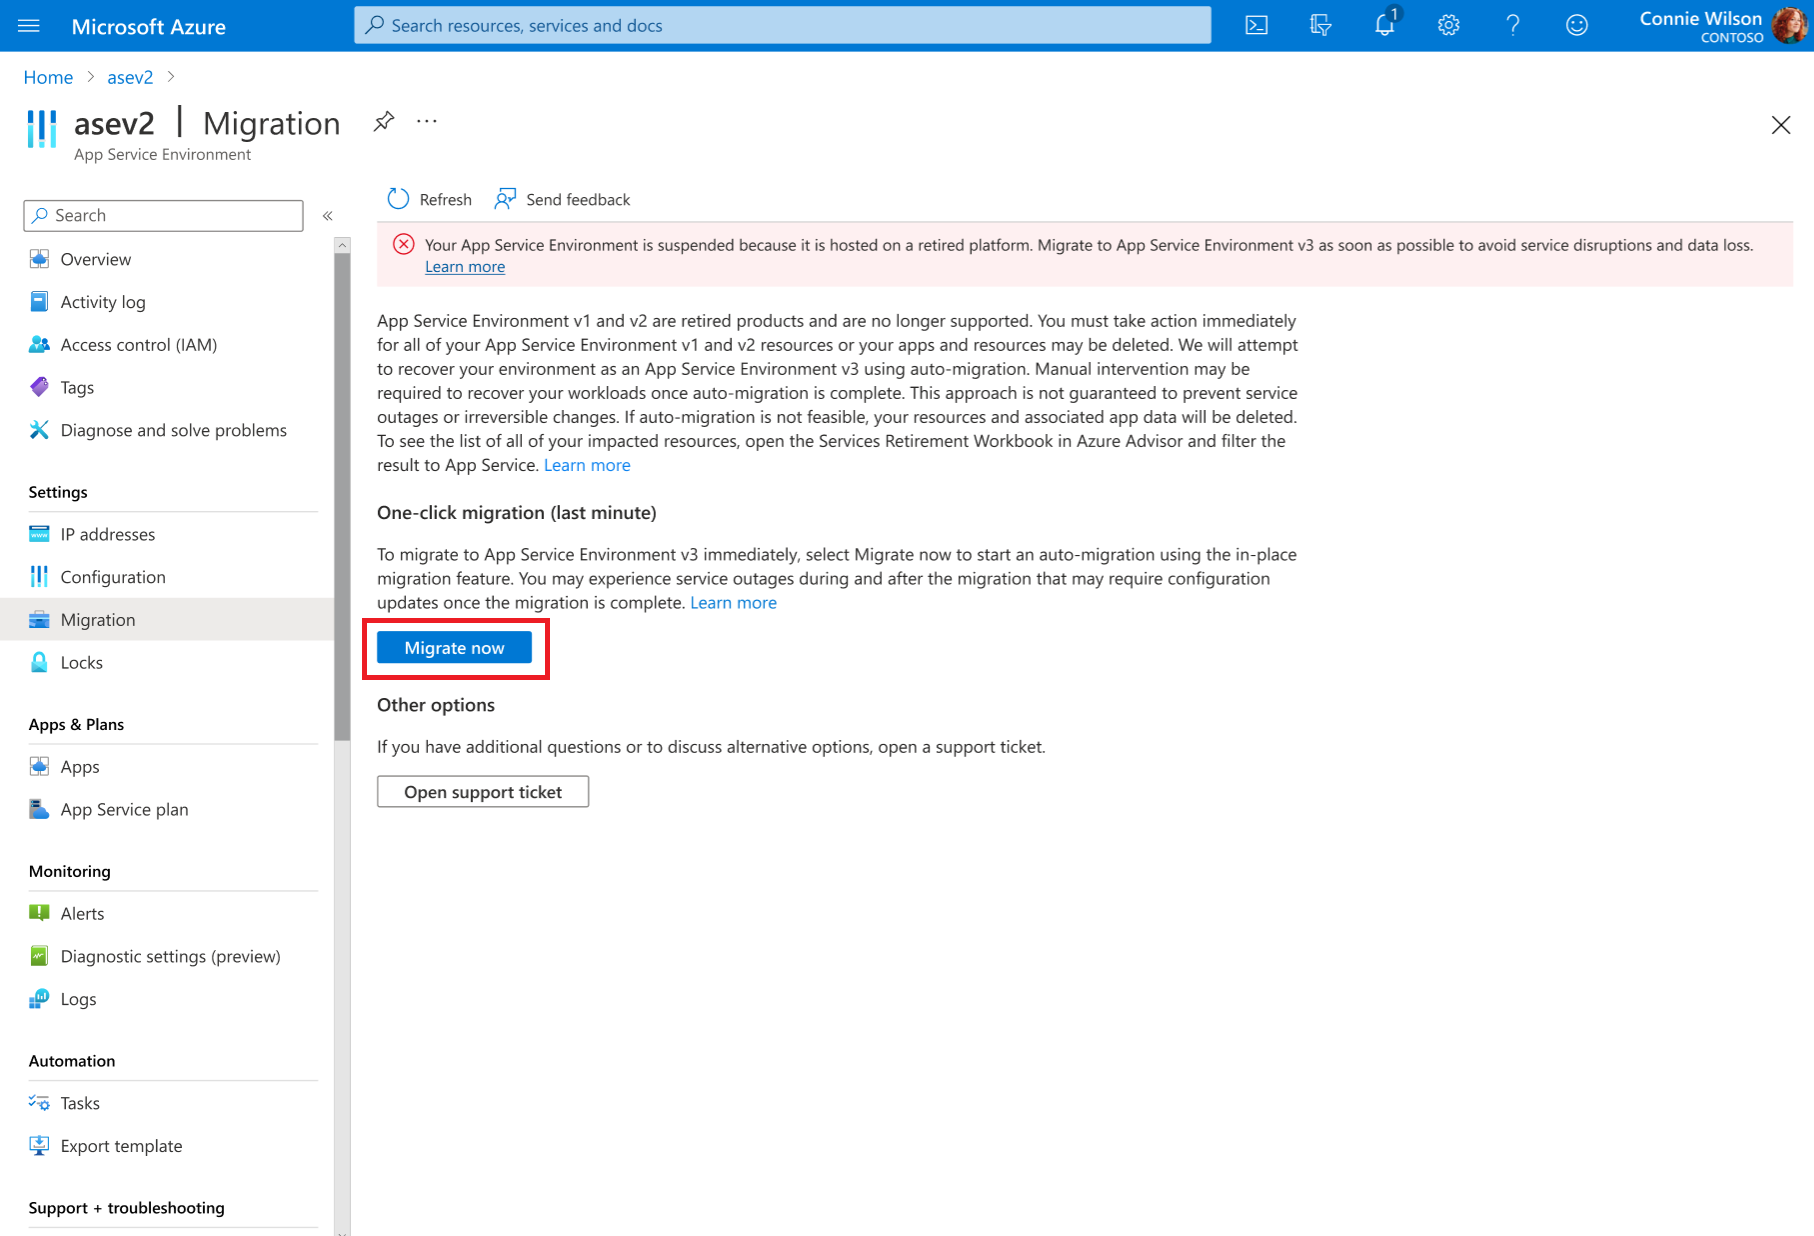 Microsoft Azure
Search resources, services and docs
1
Connie Wilson
CONTOSO
Home > asev2 >
asev2 | Migration
App Service Environment
Search
«
Overview
Activity log
Access control (IAM)
Tags
Diagnose and solve problems
Settings
IP addresses
Configuration
Migration
Locks
Apps & Plans
Apps
App Service plan
Monitoring
Alerts
Diagnostic settings (preview)
Logs
Automation
Tasks
Export template
Support + troubleshooting
Refresh
Send feedback
Your App Service Environment is suspended because it is hosted on a retired platform. Migrate to App Service Environment v3 as soon as possible to avoid service disruptions and data loss.
Learn more
App Service Environment v1 and v2 are retired products and are no longer supported. You must take action immediately
for all of your App Service Environment v1 and v2 resources or your apps and resources may be deleted. We will attempt
to recover your environment as an App Service Environment v3 using auto-migration. Manual intervention may be
required to recover your workloads once auto-migration is complete. This approach is not guaranteed to prevent service
outages or irreversible changes. If auto-migration is not feasible, your resources and associated app data will be deleted.
To see the list of all of your impacted resources, open the Services Retirement Workbook in Azure Advisor and filter the
result to App Service. Learn more
One-click migration (last minute)
To migrate to App Service Environment v3 immediately, select Migrate now to start an auto-migration using the in-place
migration feature. You may experience service outages during and after the migration that may require configuration
updates once the migration is complete. Learn more
Migrate now
Other options
If you have additional questions or to discuss alternative options, open a support ticket.
Open support ticket